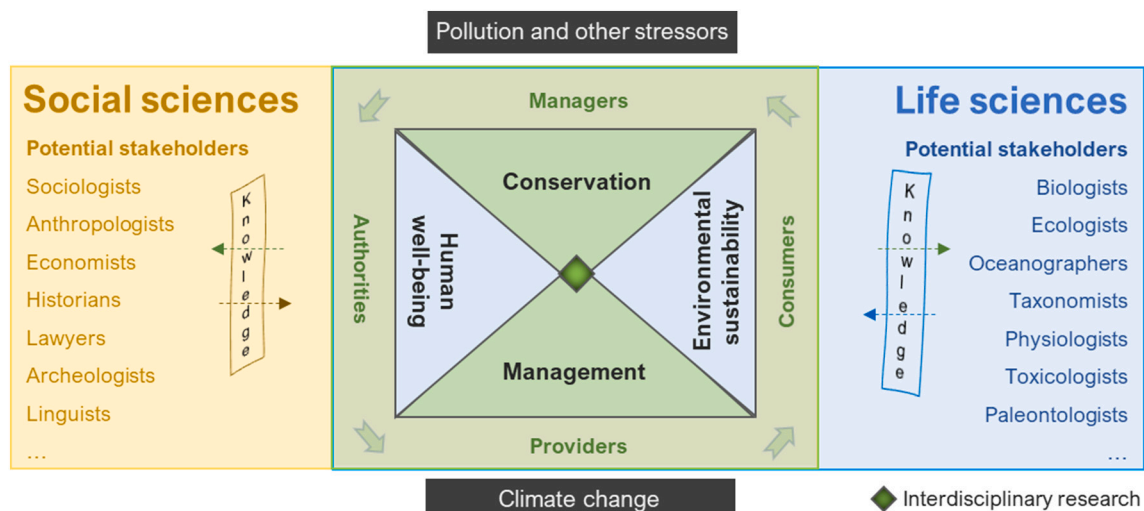 Pollution and other stressors
Social sciences
Potential stakeholders
Sociologists
Anthropologists
Economists
Historians
Lawyers
Archeologists
Linguists
…
Knowledge
Managers
Authorities
Conservation
Human
well-being
Environmental
sustainability
Management
Consumers
Providers
Life sciences
Potential stakeholders
Knowledge
Biologists
Ecologists
Oceanographers
Taxonomists
Physiologists
Toxicologists
Paleontologists
…
Climate change
Interdisciplinary research